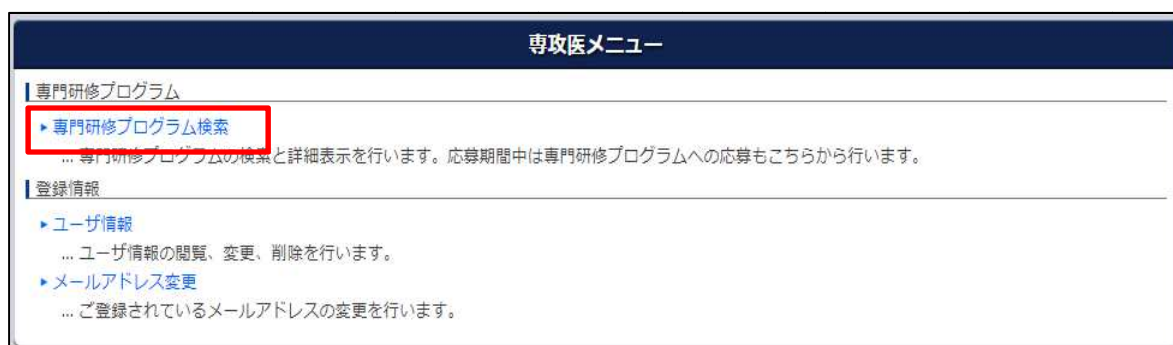 専攻医メニュー
専門研修プログラム
▸専門研修プログラム検索
... 専門研修プログラムの検索と詳細表示を行います。応募期間中は専門研修プログラムへの応募もこちらから行います。
登録情報
▸ユーザ情報
... ユーザ情報の閲覧、変更、削除を行います。
▸メールアドレス変更
... ご登録されているメールアドレスの変更を行います。